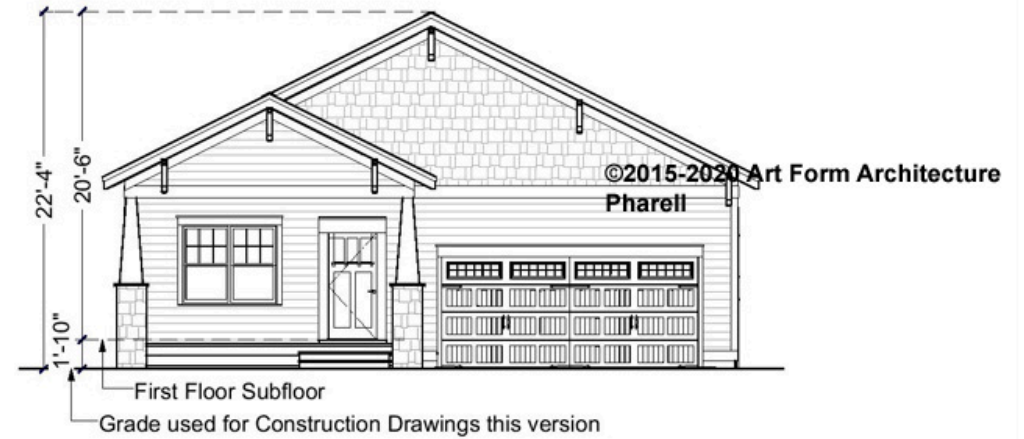 22'-4"
20'-6"
1'-10"
©2015-2020 Art Form Architecture
Pharell
First Floor Subfloor
Grade used for Construction Drawings this version